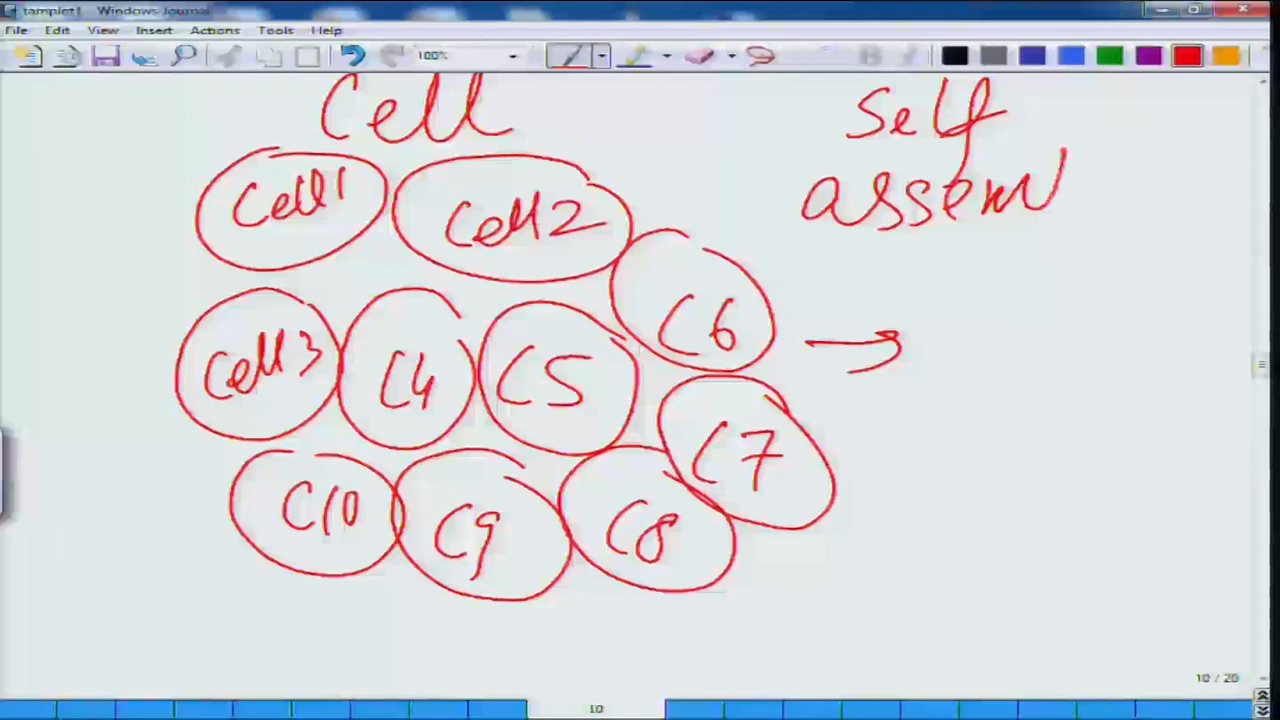 tamplet1 - Windows Journal
File Edit View Insert Actions Tools Help
100%
Cell
Self
assem
Cell1 Cell2
C6
Cell3 C4 C5
C7
C10 C9 C8
10 / 20
10